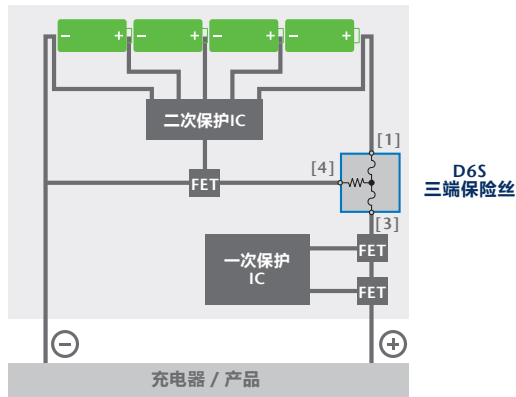 − + − + − + − +
二次保护IC
[1]
[4]
FET
D6S
三端保险丝
[3]
一次保护
IC
FET
FET
− +
充电器 / 产品